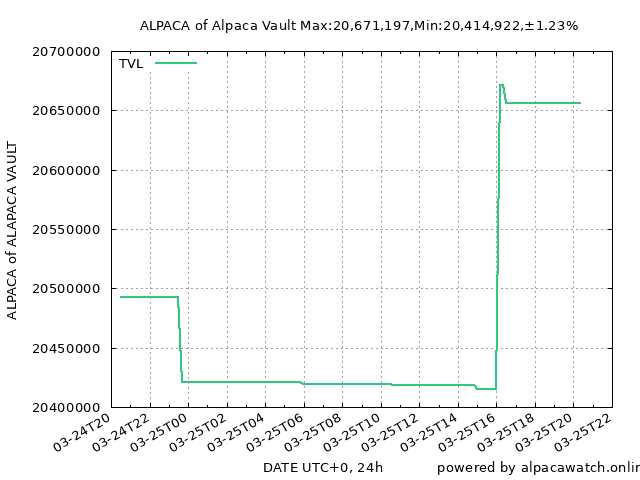 ALPACA of Alpaca Vault Max:20,671,197,Min:20,414,922,±1.23%
TVL
20700000
20650000
20600000
20550000
20500000
20450000
20400000
ALPACA of ALAPACA VAULT
03-24T20
03-24T22
03-25T00
03-25T02
03-25T04
03-25T06
03-25T08
03-25T10
03-25T12
03-25T14
03-25T16
03-25T18
03-25T20
03-25T22
DATE UTC+0, 24h
powered by alpacawatch.onlin